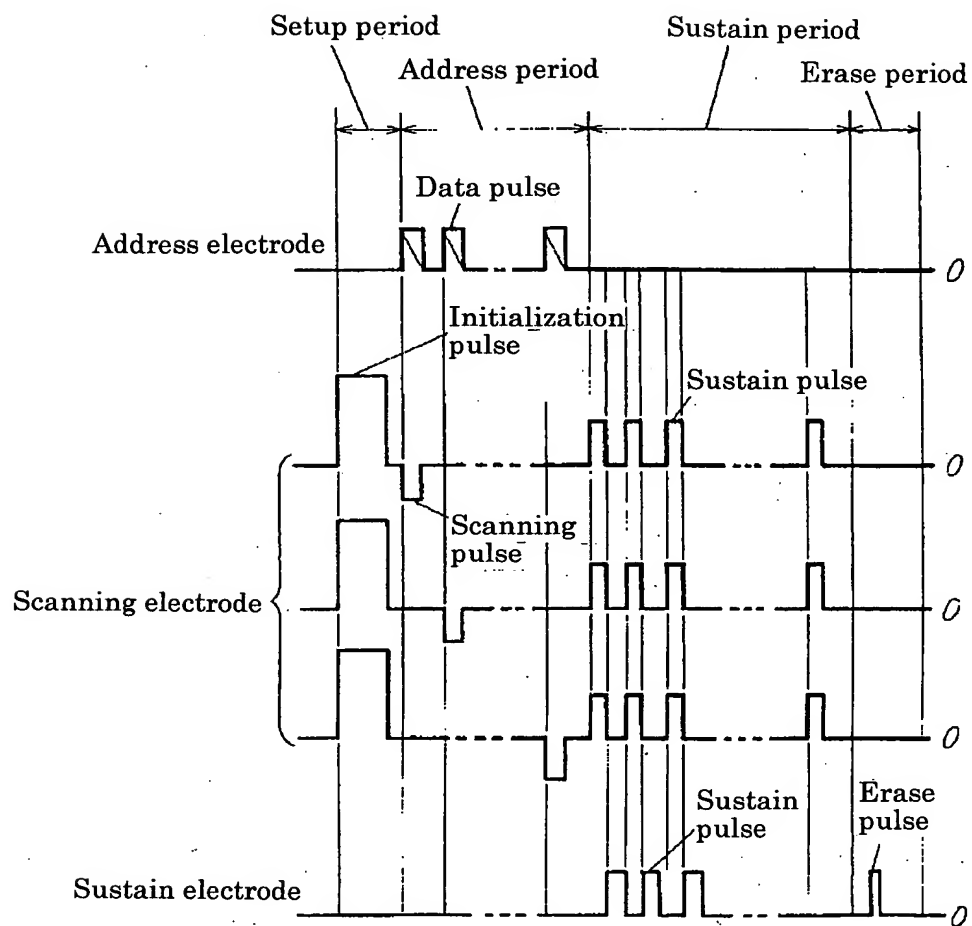 Setup period
Sustain period
Address period
Erase period
Data pulse
Address electrode
0
Initialization
pulse
Sustain pulse
0
Scanning
pulse
Scanning electrode
0
0
Sustain
pulse
Erase
pulse
Sustain electrode
0